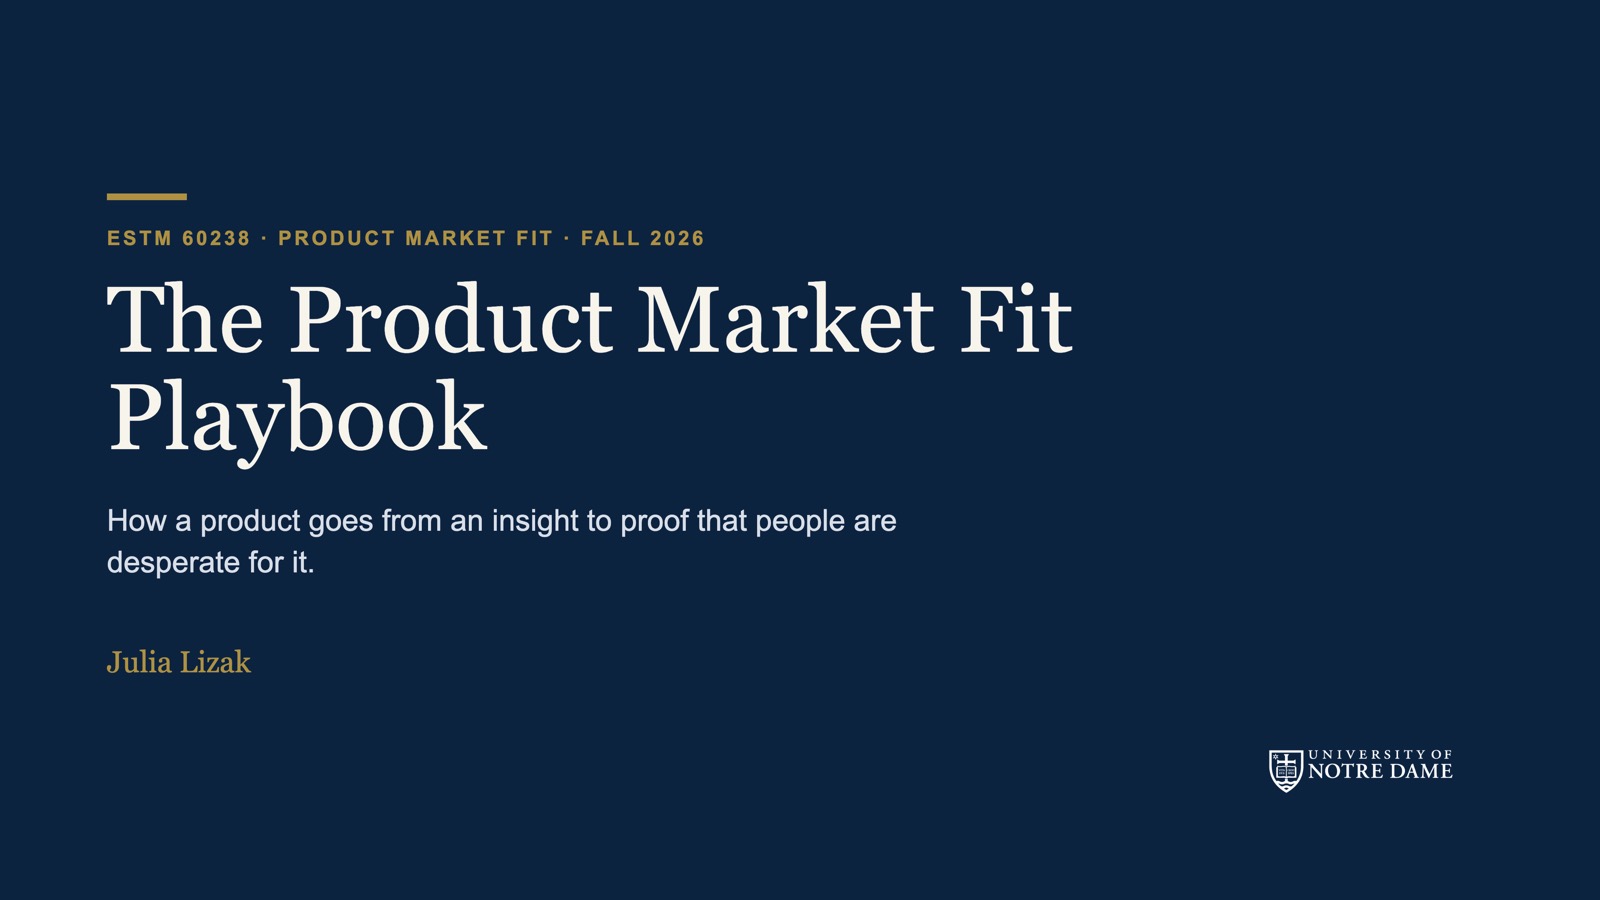 ESTM 60238 · PRODUCT MARKET FIT · FALL 2026
The Product Market Fit
Playbook
How a product goes from an insight to proof that people are
desperate for it.
Julia Lizak
UNIVERSITY OF
NOTRE DAME